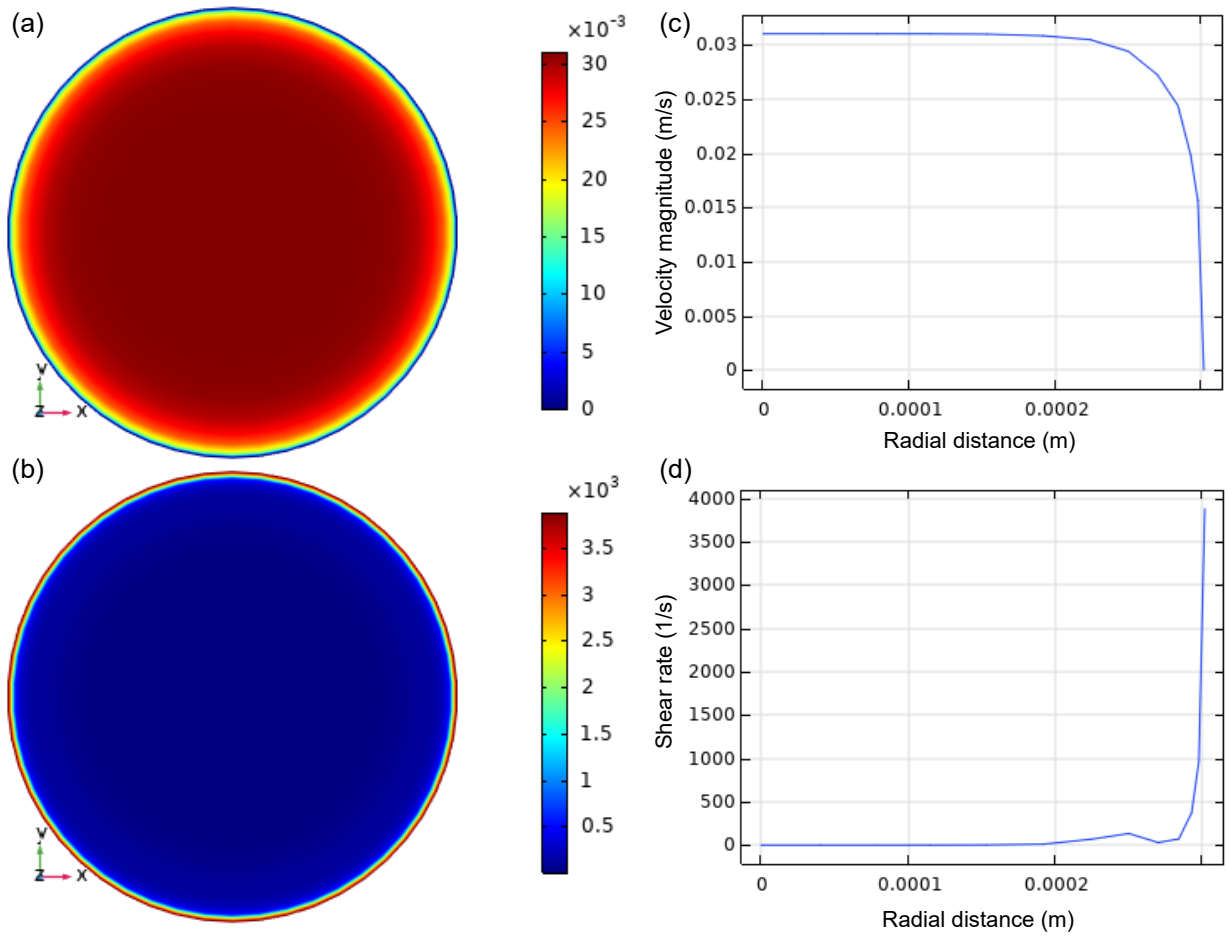 (a)
×10⁻³
30
25
20
15
10
5
0
y
z x
(b)
×10³
3.5
3
2.5
2
1.5
1
0.5
y
z x
(c)
Velocity magnitude (m/s)
0.03
0.025
0.02
0.015
0.01
0.005
0
0 0.0001 0.0002
Radial distance (m)
(d)
Shear rate (1/s)
4000
3500
3000
2500
2000
1500
1000
500
0
0 0.0001 0.0002
Radial distance (m)